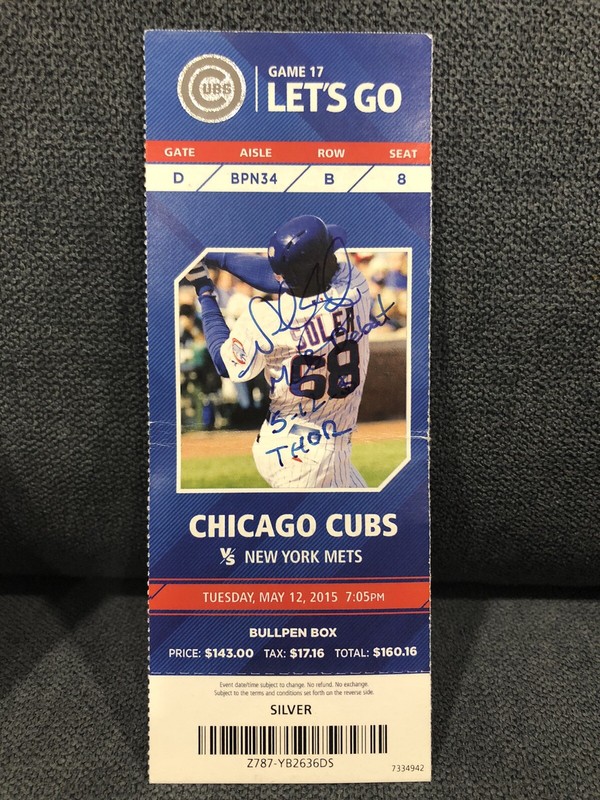 CUBS
GAME 17
LET'S GO
GATE AISLE ROW SEAT
D BPN34 B 8
SOLER
68
MLB Debut
5-12
THOR
CHICAGO CUBS
V/S NEW YORK METS
TUESDAY, MAY 12, 2015 7:05PM
BULLPEN BOX
PRICE: $143.00 TAX: $17.16 TOTAL: $160.16
Event date/time subject to change. No refund. No exchange.
Subject to the terms and conditions set forth on the reverse side.
SILVER
Z787-YB2636DS
7334942